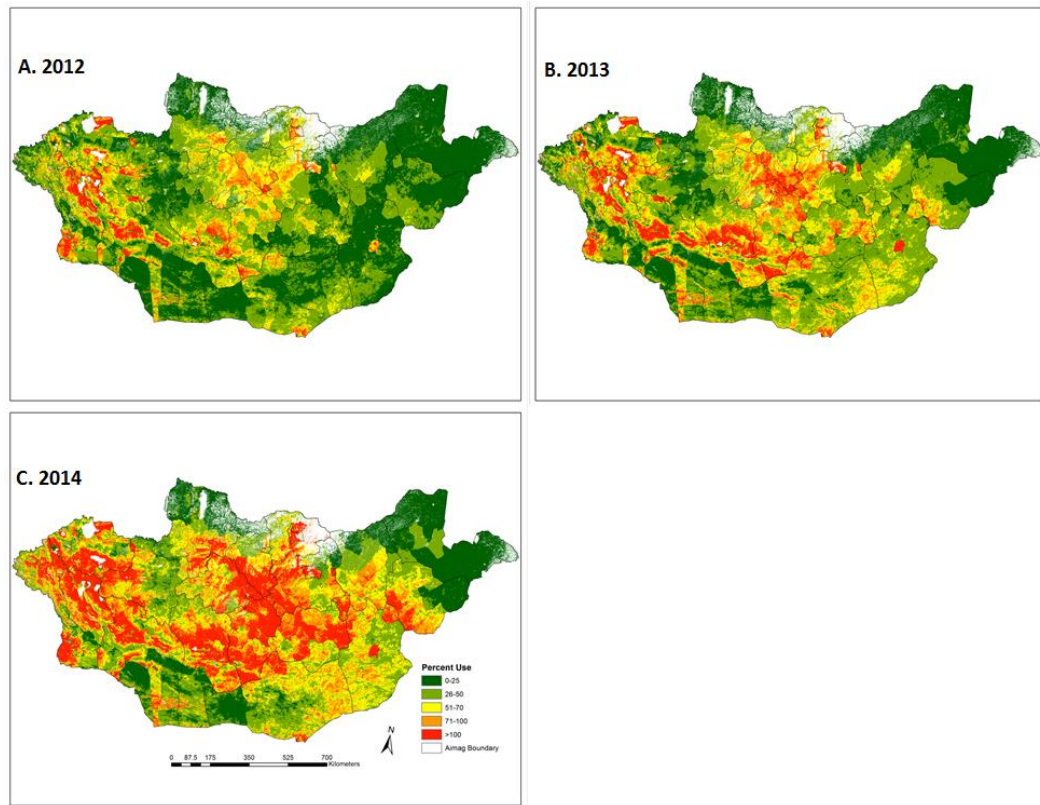 A. 2012
B. 2013
C. 2014
Percent Use
0-25
26-50
51-70
71-100
>100
Aimag Boundary
N
0 87.5 175 350 525 700
Kilometers